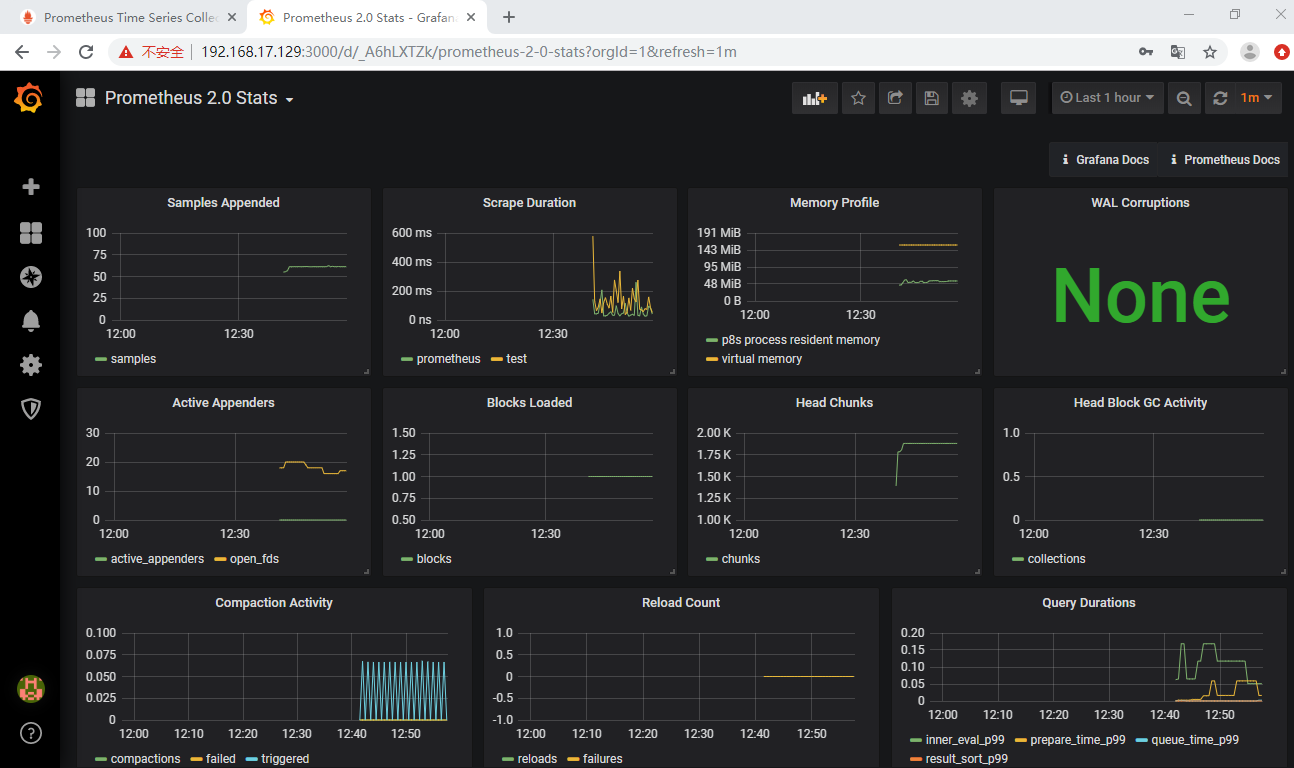 Prometheus Time Series Colle
Prometheus 2.0 Stats - Grafana
不安全 192.168.17.129:3000/d/_A6hLXTZk/prometheus-2-0-stats?orgId=1&refresh=1m
Prometheus 2.0 Stats
Last 1 hour
1m
Grafana Docs
Prometheus Docs
Samples Appended
100
75
50
25
0
12:00 12:30
samples
Scrape Duration
600 ms
400 ms
200 ms
0 ns
12:00 12:30
prometheus test
Memory Profile
191 MiB
143 MiB
95 MiB
48 MiB
0 B
12:00 12:30
p8s process resident memory
virtual memory
WAL Corruptions
None
Active Appenders
30
20
10
0
12:00 12:30
active_appenders open_fds
Blocks Loaded
1.50
1.25
1.00
0.75
0.50
12:00 12:30
blocks
Head Chunks
2.00 K
1.75 K
1.50 K
1.25 K
1.00 K
12:00 12:30
chunks
Head Block GC Activity
1.0
0.5
0
12:00 12:30
collections
Compaction Activity
0.100
0.075
0.050
0.025
0
12:00 12:10 12:20 12:30 12:40 12:50
compactions failed triggered
Reload Count
1.0
0.5
0
-0.5
-1.0
12:00 12:10 12:20 12:30 12:40 12:50
reloads failures
Query Durations
0.20
0.15
0.10
0.05
0
12:00 12:10 12:20 12:30 12:40 12:50
inner_eval_p99 prepare_time_p99 queue_time_p99
result_sort_p99